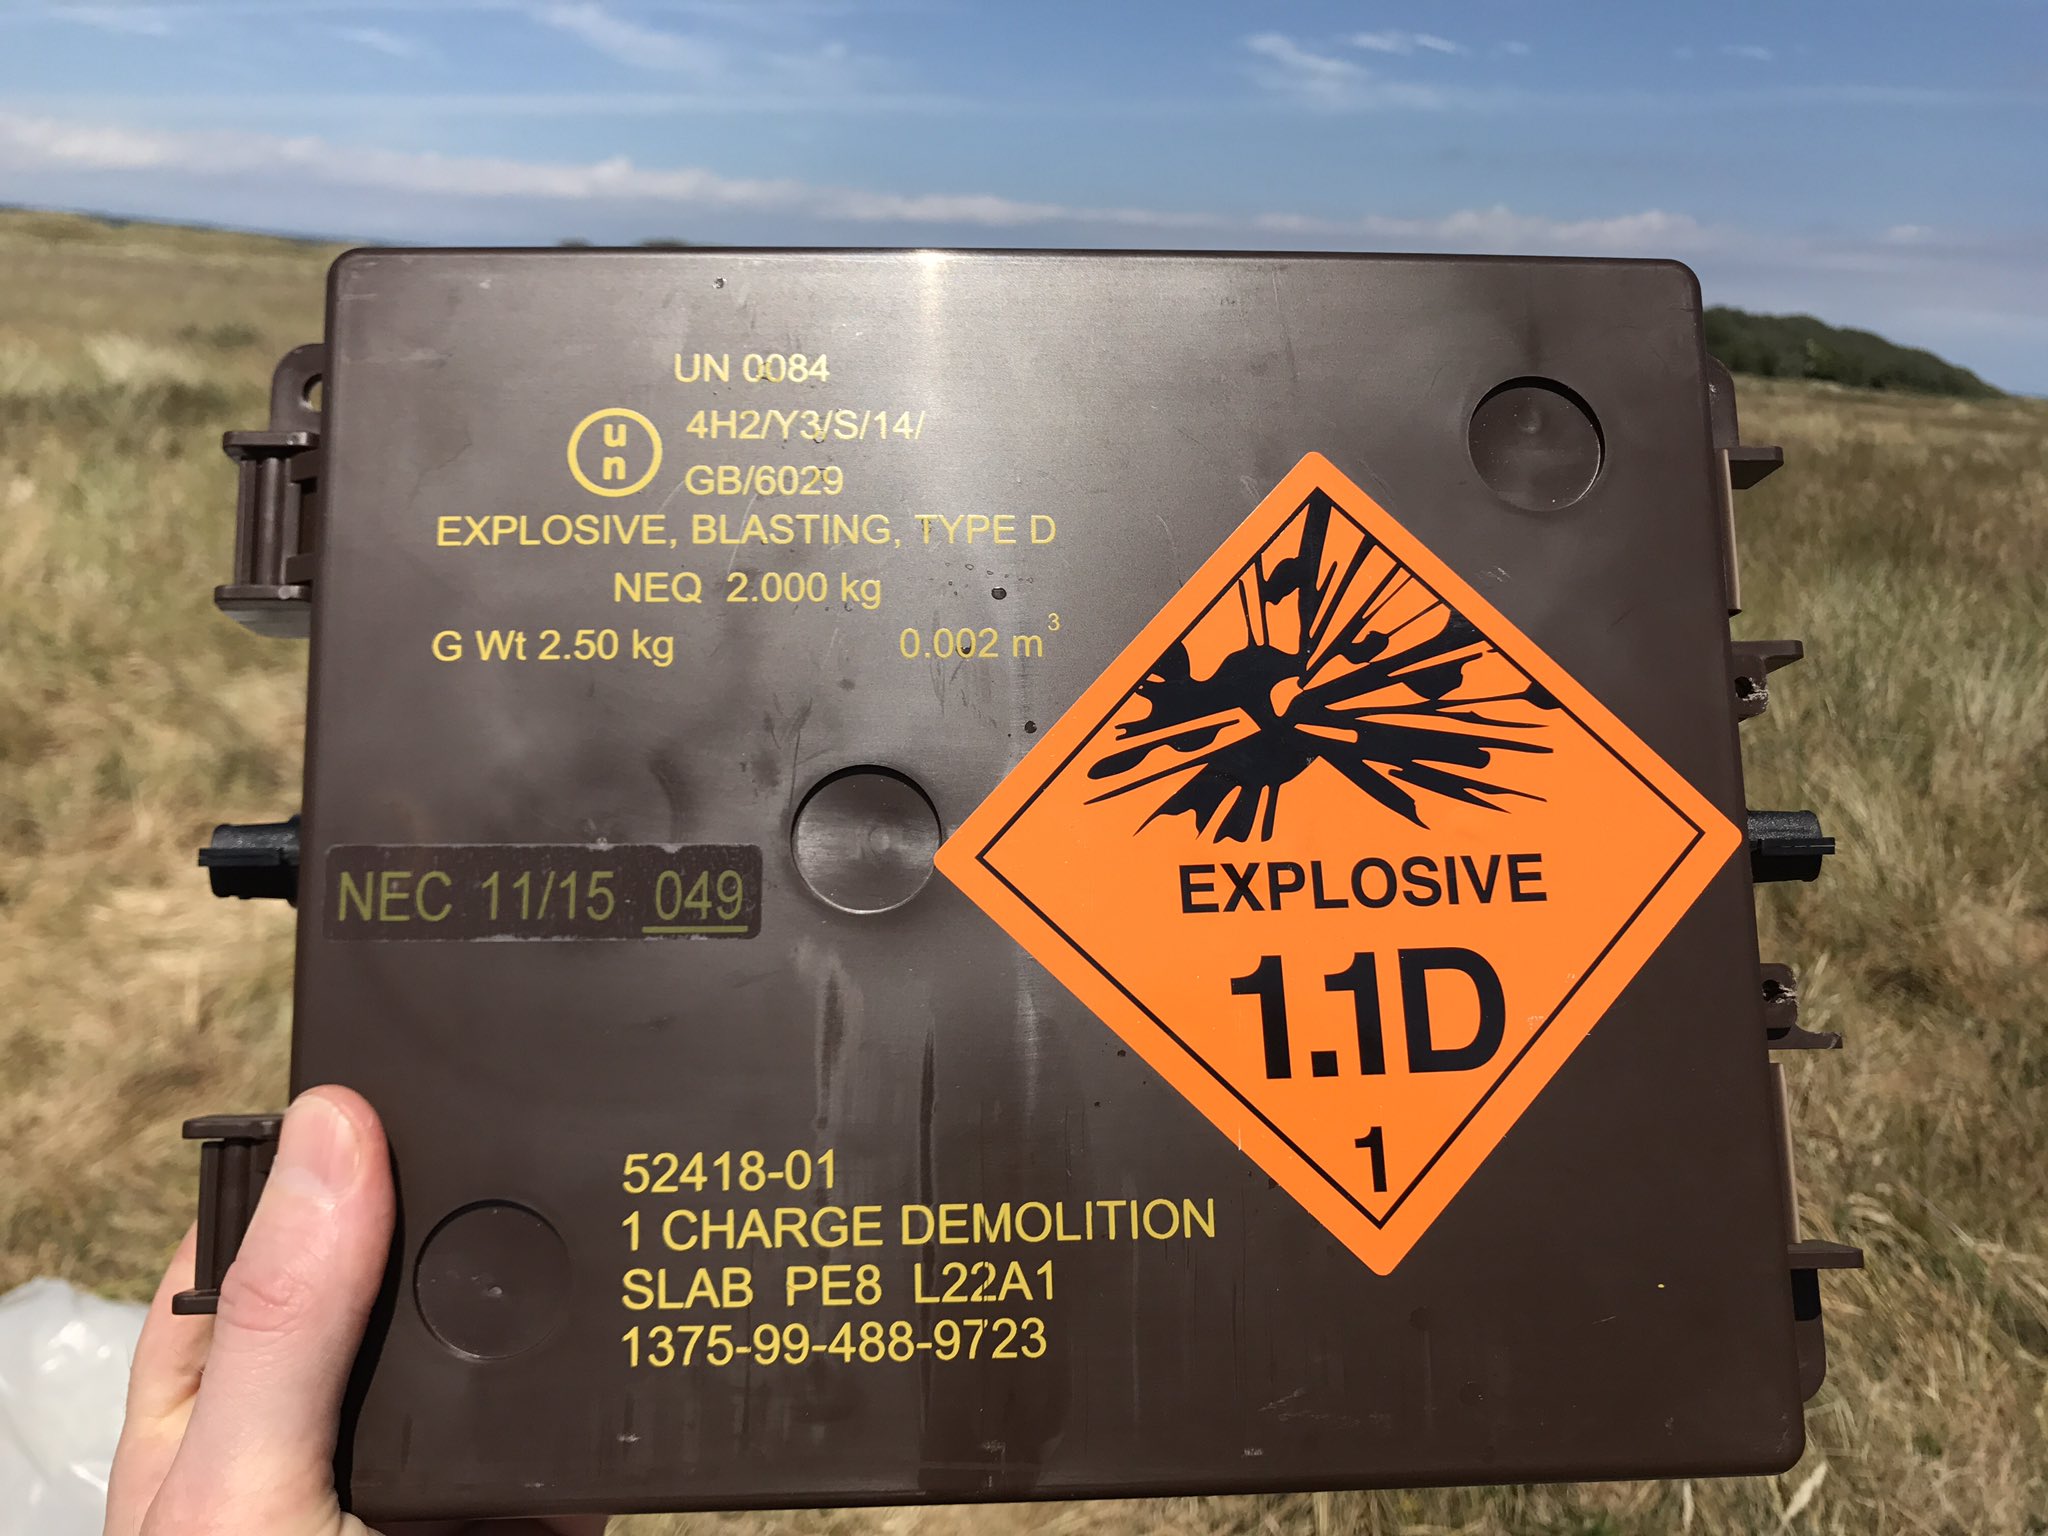 UN 0084
un
4H2/Y3/S/14/
GB/6029
EXPLOSIVE, BLASTING, TYPE D
NEQ 2.000 kg
G Wt 2.50 kg 0.002 m³
NEC 11/15 049
EXPLOSIVE
1.1D
1
52418-01
1 CHARGE DEMOLITION
SLAB PE8 L22A1
1375-99-488-9723